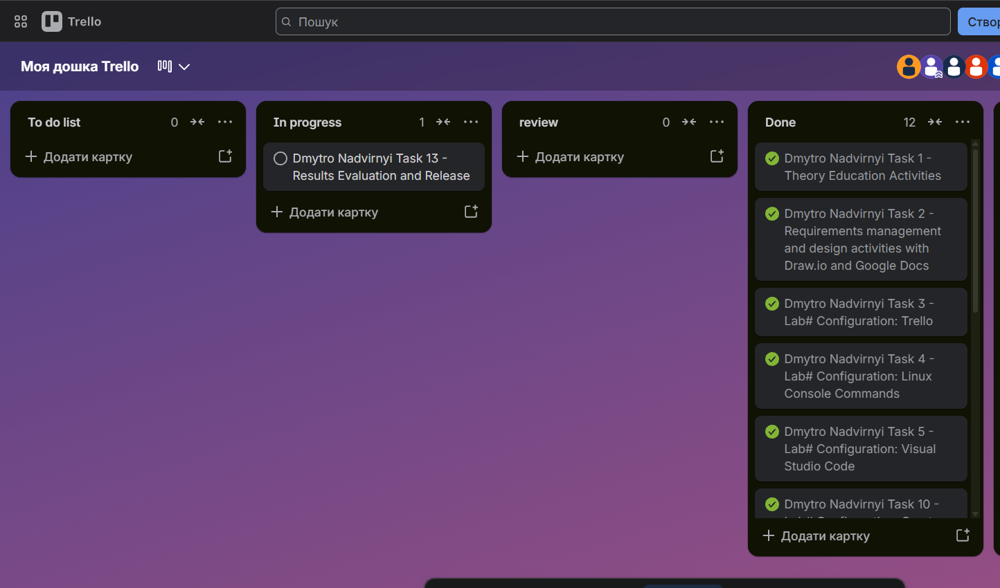 Trello
Пошук
Створ
Моя дошка Trello
To do list 0
Додати картку
In progress 1
Dmytro Nadvirnyi Task 13 -
Results Evaluation and Release
Додати картку
review 0
Додати картку
Done 12
Dmytro Nadvirnyi Task 1 -
Theory Education Activities
Dmytro Nadvirnyi Task 2 -
Requirements management
and design activities with
Draw.io and Google Docs
Dmytro Nadvirnyi Task 3 -
Lab# Configuration: Trello
Dmytro Nadvirnyi Task 4 -
Lab# Configuration: Linux
Console Commands
Dmytro Nadvirnyi Task 5 -
Lab# Configuration: Visual
Studio Code
Dmytro Nadvirnyi Task 10 -
Додати картку